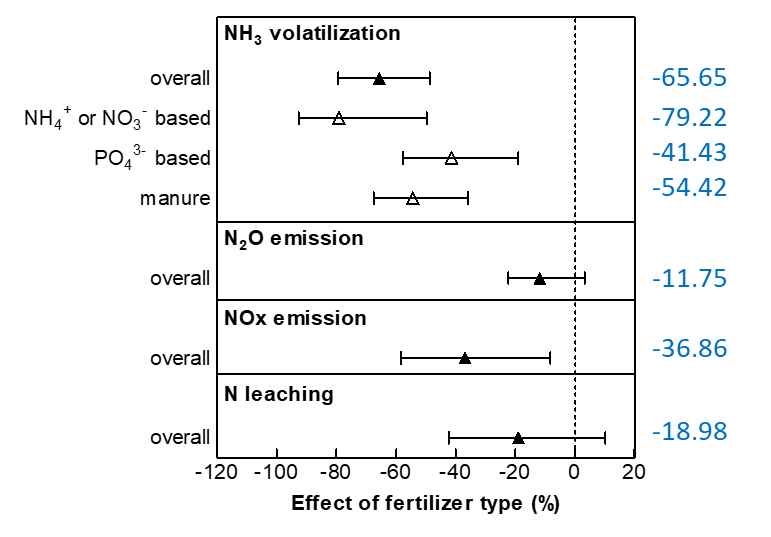 NH₃ volatilization
overall -65.65
NH₄⁺ or NO₃⁻ based -79.22
PO₄³⁻ based -41.43
manure -54.42
N₂O emission
overall -11.75
NOx emission
overall -36.86
N leaching
overall -18.98
-120 -100 -80 -60 -40 -20 0 20
Effect of fertilizer type (%)